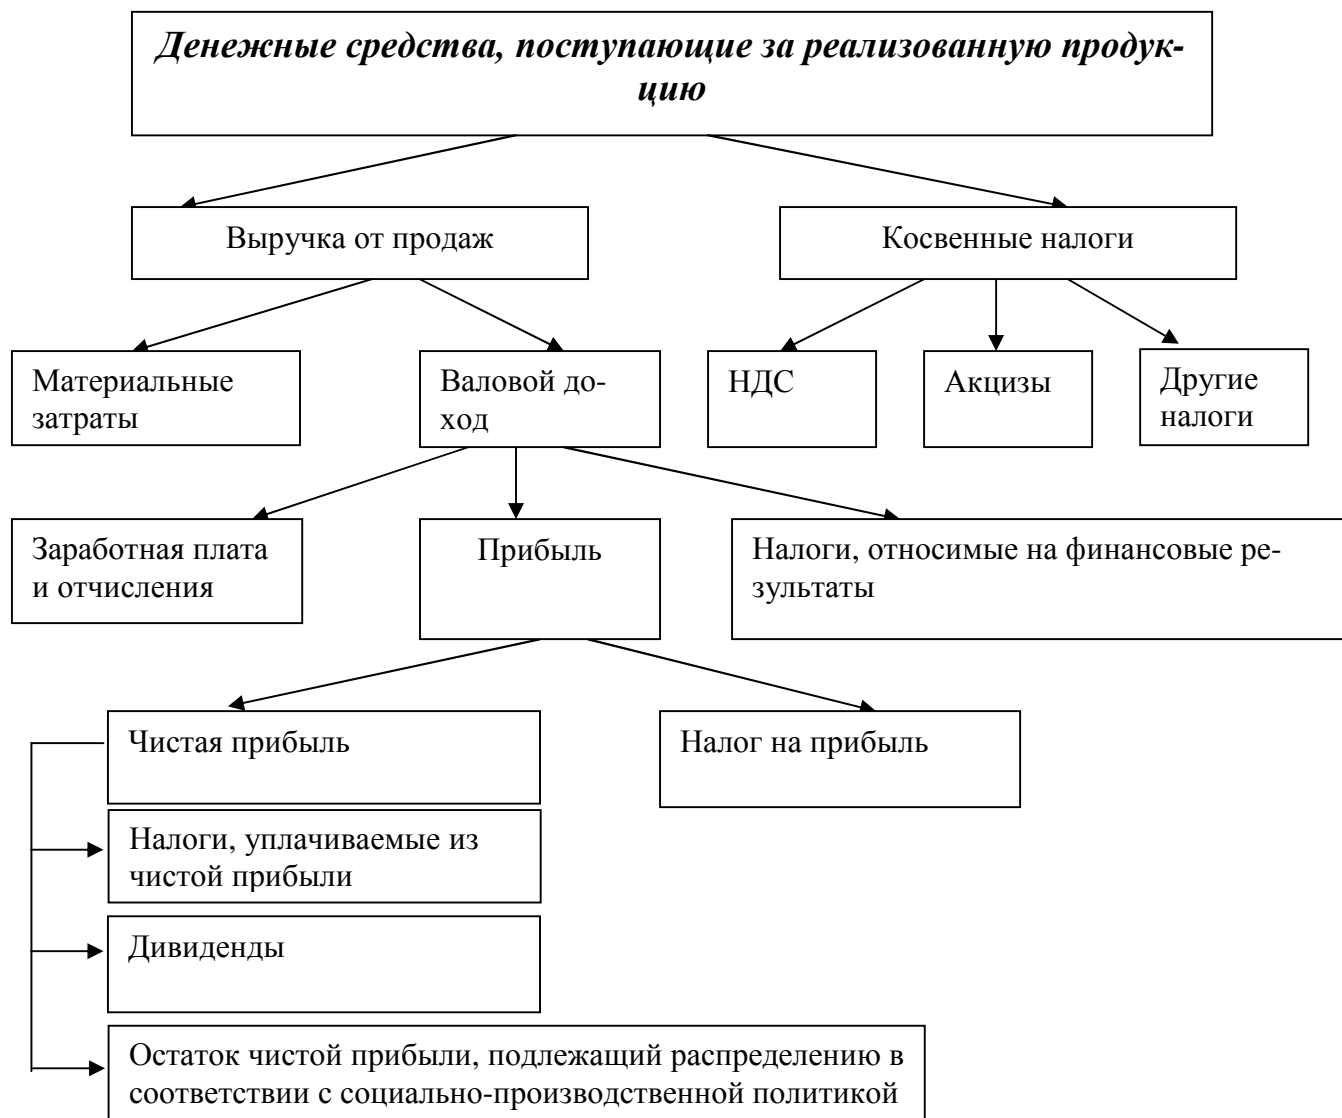 Денежные средства, поступающие за реализованную продук-
цию
Выручка от продаж
Косвенные налоги
Материальные
затраты
Валовой до-
ход
НДС
Акцизы
Другие
налоги
Заработная плата
и отчисления
Прибыль
Налоги, относимые на финансовые ре-
зультаты
Чистая прибыль
Налог на прибыль
Налоги, уплачиваемые из
чистой прибыли
Дивиденды
Остаток чистой прибыли, подлежащий распределению в
соответствии с социально-производственной политикой